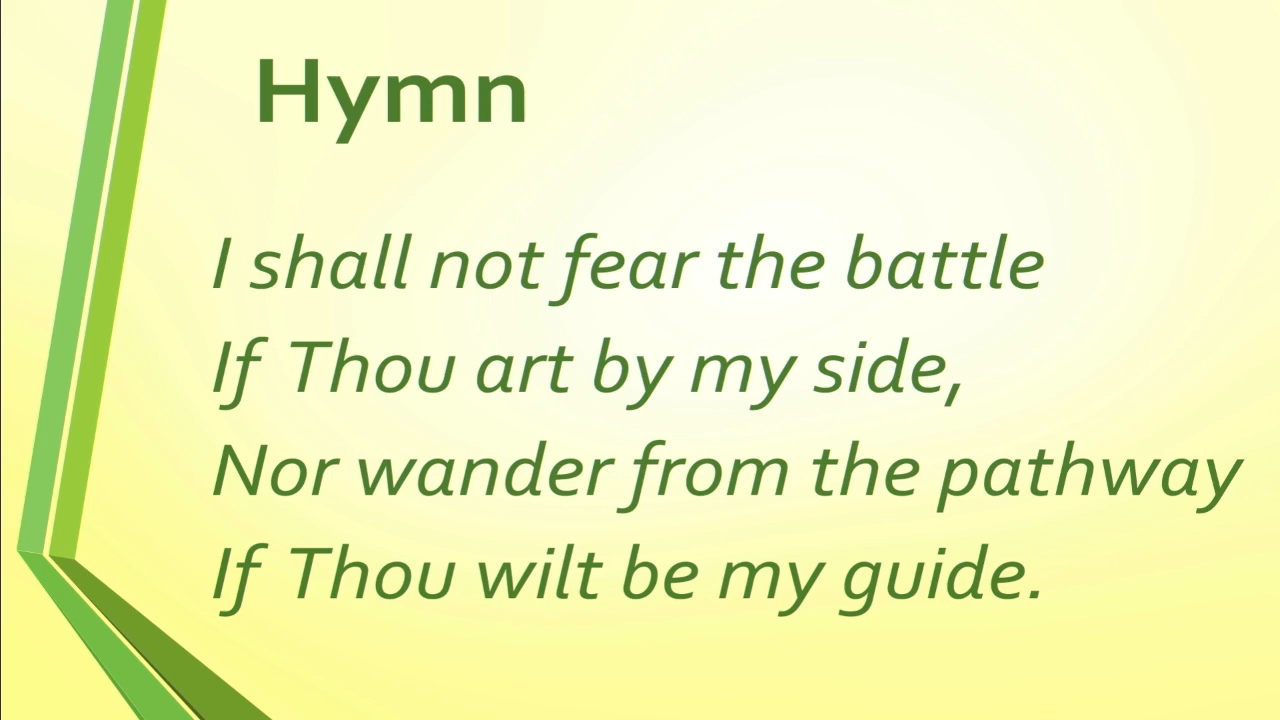 Hymn
I shall not fear the battle
If Thou art by my side,
Nor wander from the pathway
If Thou wilt be my guide.